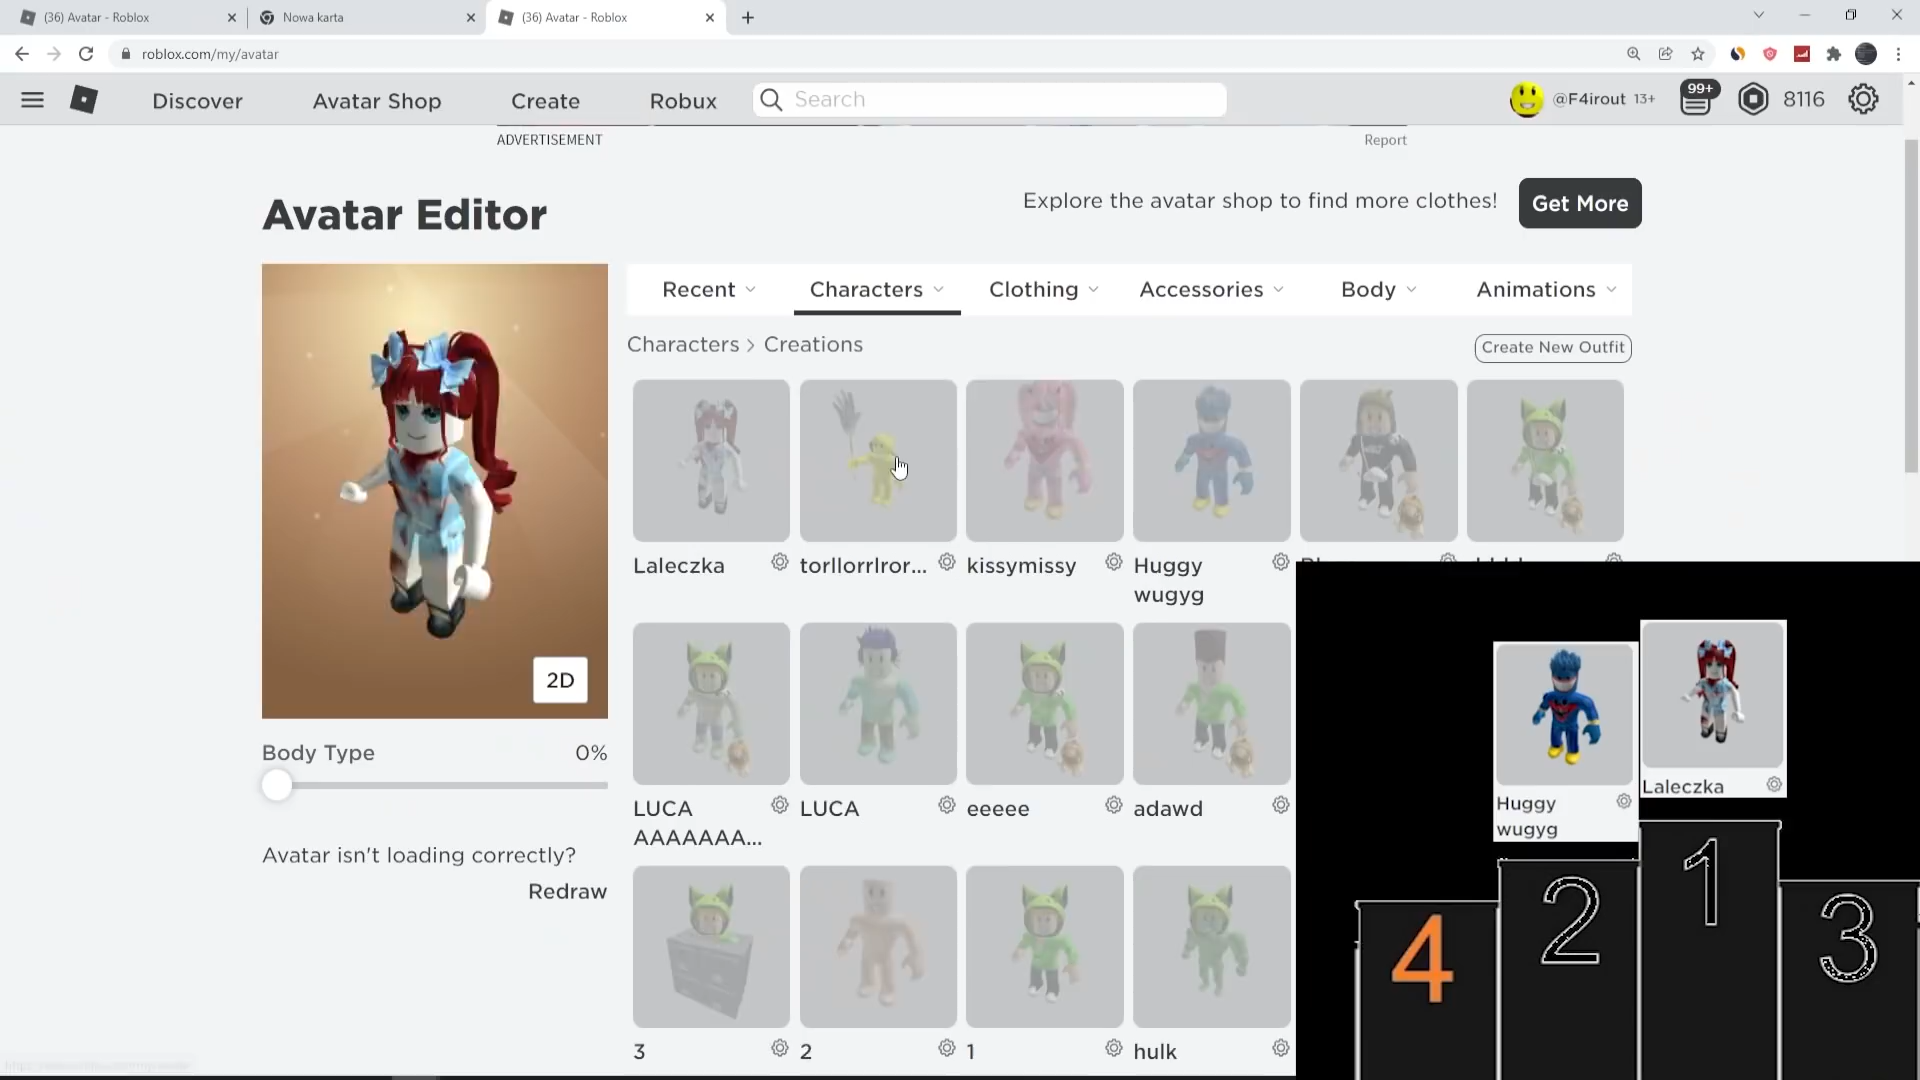 (36) Avatar - Roblox
Nowa karta
(36) Avatar - Roblox
roblox.com/my/avatar
Discover
Avatar Shop
Create
Robux
Search
@F4irout 13+
99+
8116
ADVERTISEMENT
Report
Avatar Editor
Explore the avatar shop to find more clothes!
Get More
Recent
Characters
Clothing
Accessories
Body
Animations
Characters > Creations
Create New Outfit
2D
Body Type
0%
Avatar isn't loading correctly?
Redraw
Laleczka
torllorrlror...
kissymissy
Huggy
wugyg
LUCA
AAAAAAA...
LUCA
eeeee
adawd
3
2
1
hulk
Huggy
wugyg
Laleczka
4
2
1
3